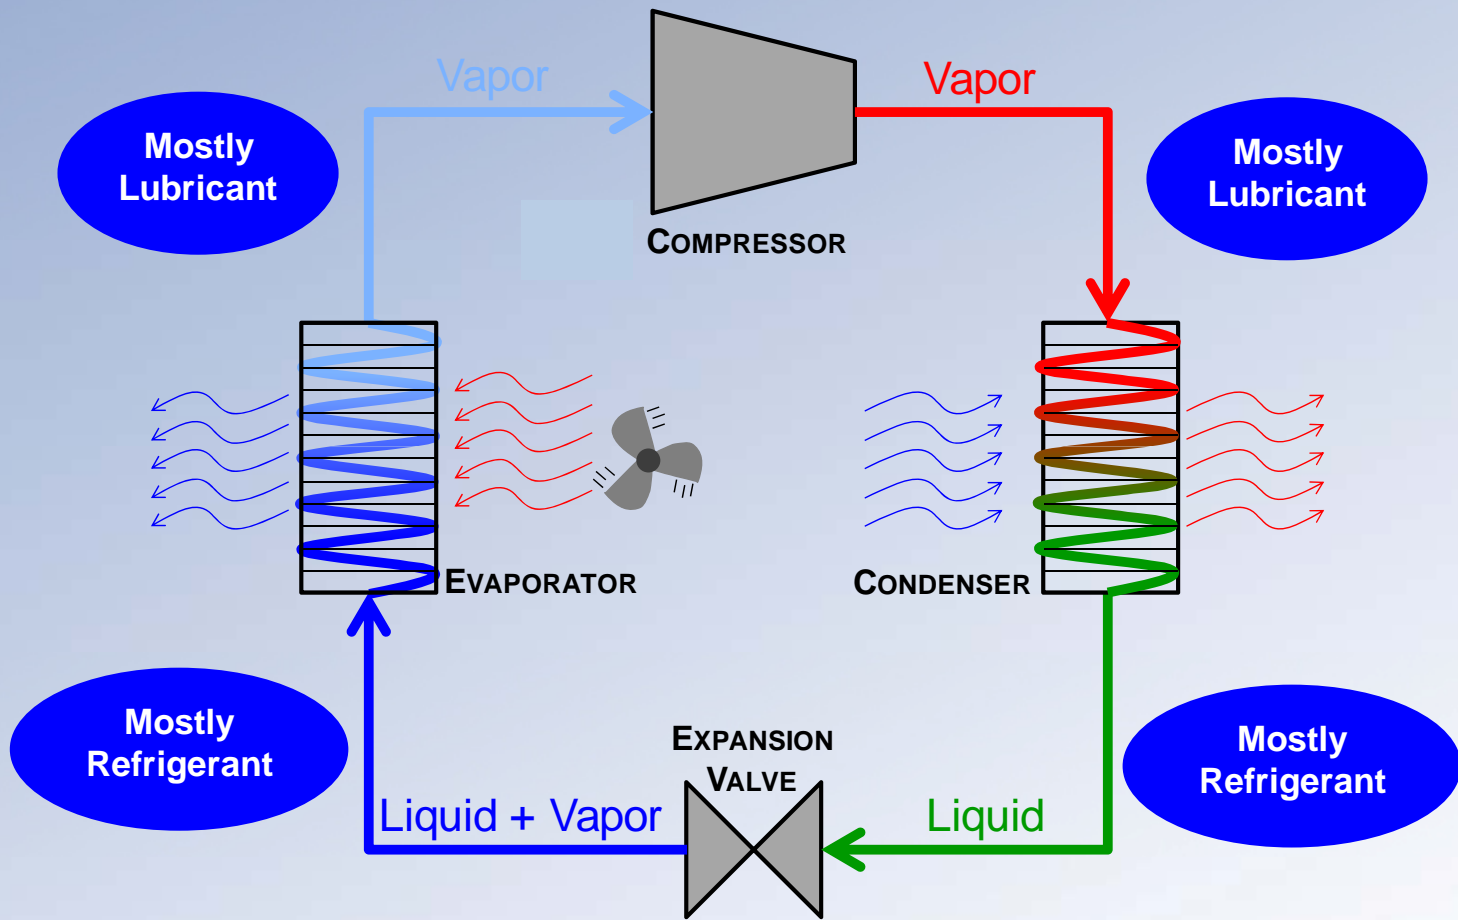 Vapor
Vapor
Mostly
Lubricant
Mostly
Lubricant
COMPRESSOR
EVAPORATOR
CONDENSER
Mostly
Refrigerant
EXPANSION
VALVE
Mostly
Refrigerant
Liquid + Vapor
Liquid